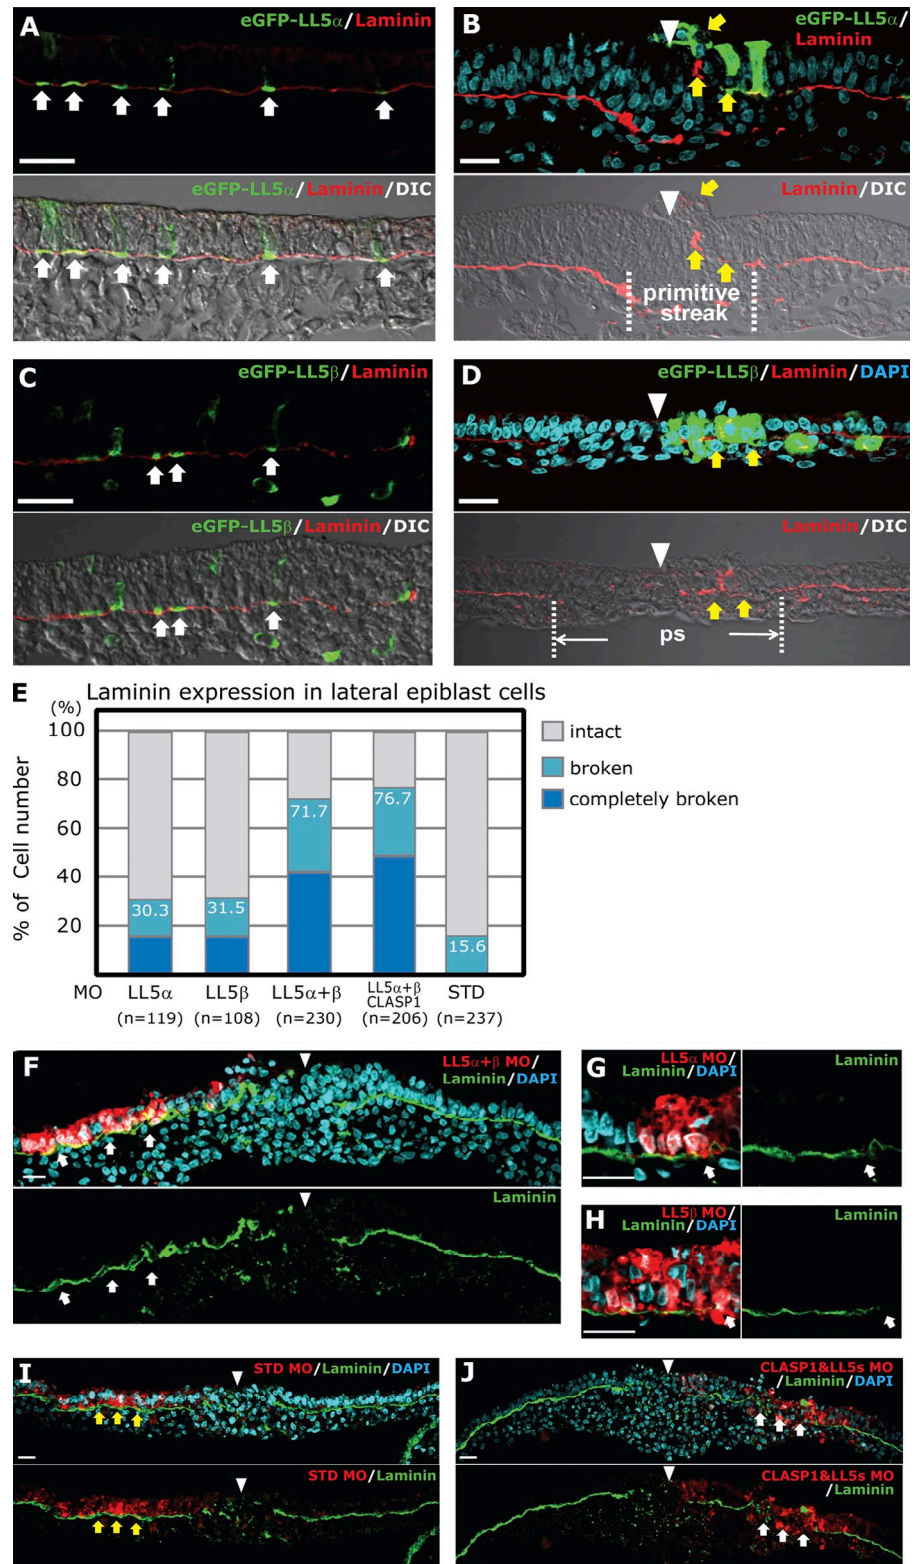 A
eGFP-LL5α/Laminin
eGFP-LL5α/Laminin/DIC
B
eGFP-LL5α/
Laminin
Laminin/DIC
primitive
streak
C
eGFP-LL5β/Laminin
eGFP-LL5β/Laminin/DIC
D
eGFP-LL5β/Laminin/DAPI
Laminin/DIC
ps
E
Laminin expression in lateral epiblast cells
(%)
100
80
60
40
20
% of Cell number
30.3
31.5
71.7
76.7
15.6
intact
broken
completely broken
MO
LL5α
(n=119)
LL5β
(n=108)
LL5α+β
(n=230)
LL5α+β
CLASP1
(n=206)
STD
(n=237)
F
LL5α+β MO/
Laminin/DAPI
Laminin
G
LL5α MO/
Laminin/DAPI
Laminin
H
LL5β MO/
Laminin/DAPI
Laminin
I
STD MO/Laminin/DAPI
STD MO/Laminin
J
CLASP1&LL5s MO
/Laminin/DAPI
CLASP1&LL5s MO
/Laminin